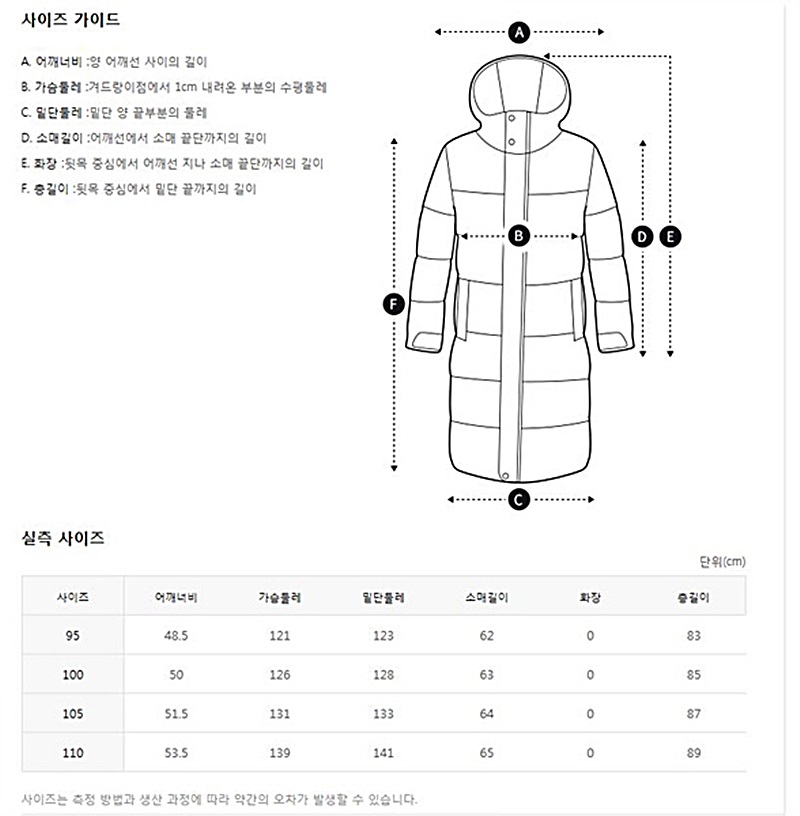 사이즈 가이드
A. 어깨너비 :양 어깨선 사이의 길이
B. 가슴둘레 :겨드랑이점에서 1cm 내려온 부분의 수평둘레
C. 밑단둘레 :밑단 양 끝부분의 둘레
D. 소매길이 :어깨선에서 소매 끝단까지의 길이
E. 화장 :뒷목 중심에서 어깨선 지나 소매 끝단까지의 길이
F. 총길이 :뒷목 중심에서 밑단 끝까지의 길이
A
B
D
E
F
C
실측 사이즈
단위(cm)
사이즈 어깨너비 가슴둘레 밑단둘레 소매길이 화장 총길이
95 48.5 121 123 62 0 83
100 50 126 128 63 0 85
105 51.5 131 133 64 0 87
110 53.5 139 141 65 0 89
사이즈는 측정 방법과 생산 과정에 따라 약간의 오차가 발생할 수 있습니다.